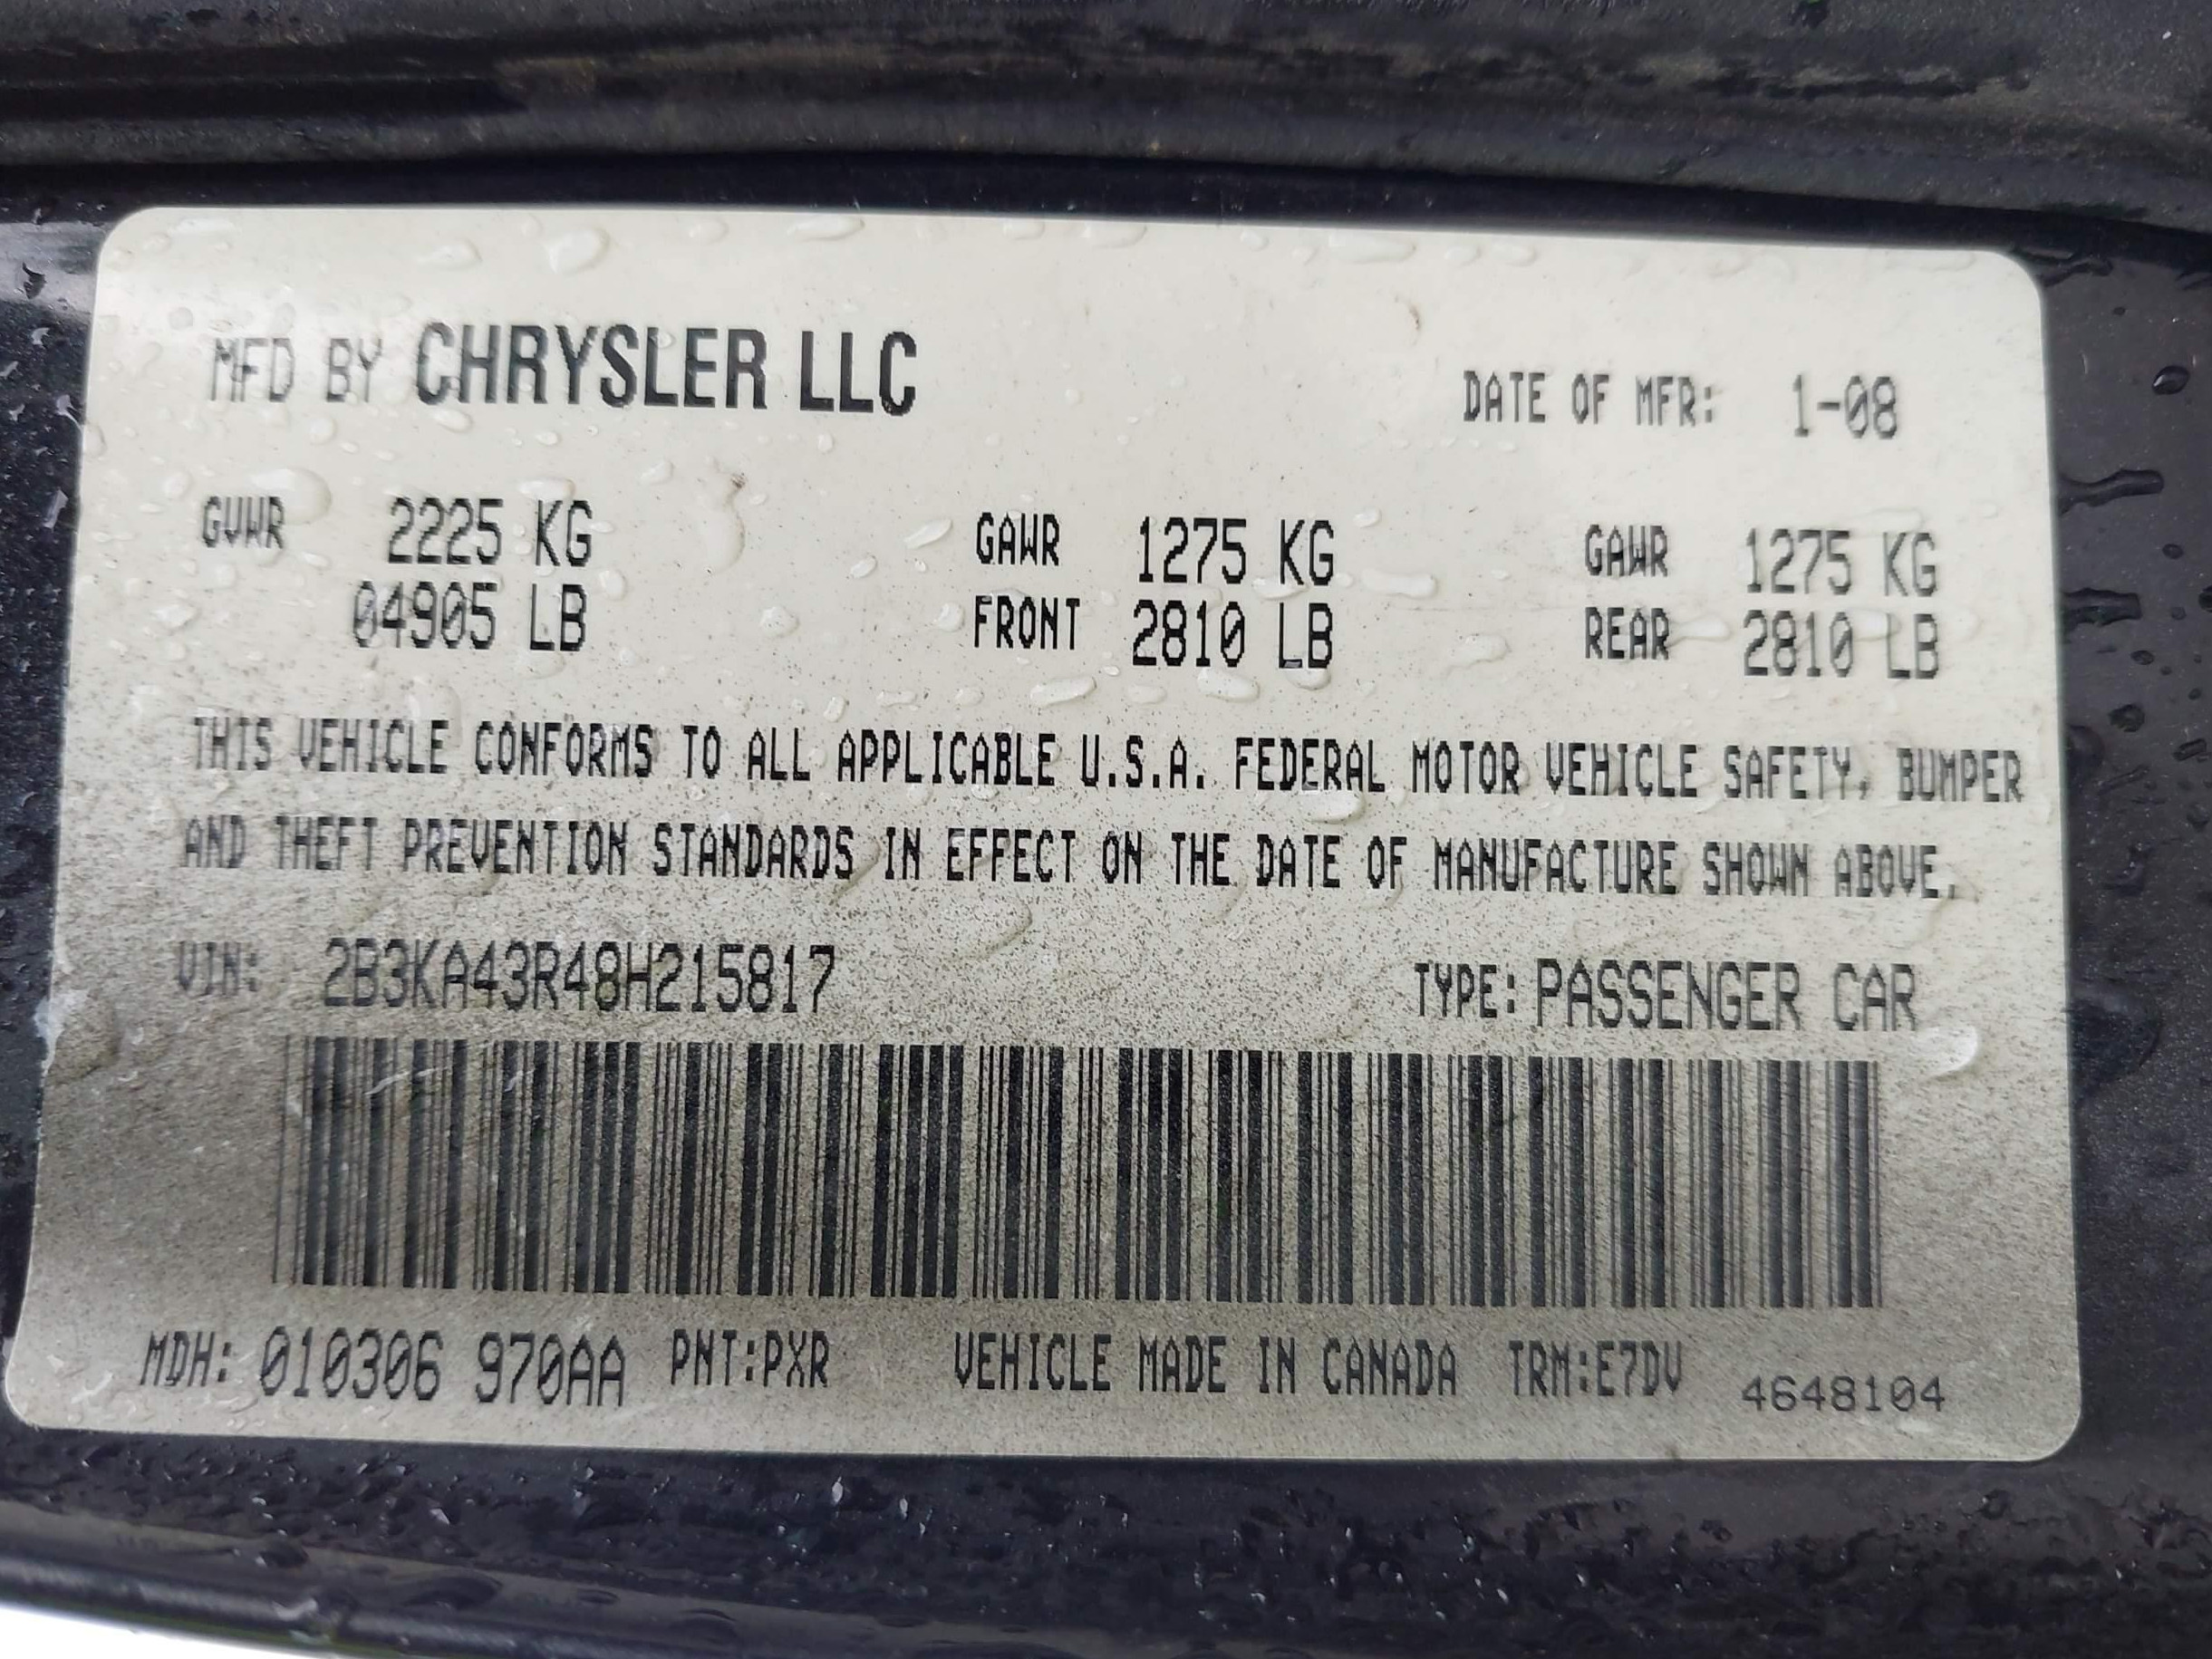 MFD BY CHRYSLER LLC DATE OF MFR: 1-08
GVWR 2225 KG GAWR 1275 KG GAWR 1275 KG
04905 LB FRONT 2810 LB REAR 2810 LB
THIS VEHICLE CONFORMS TO ALL APPLICABLE U.S.A. FEDERAL MOTOR VEHICLE SAFETY, BUMPER
AND THEFT PREVENTION STANDARDS IN EFFECT ON THE DATE OF MANUFACTURE SHOWN ABOVE.
VIN: 2B3KA43R48H215817 TYPE: PASSENGER CAR
MDH: 010306 970AA PNT:PXR VEHICLE MADE IN CANADA TRM:E7DV 4648104